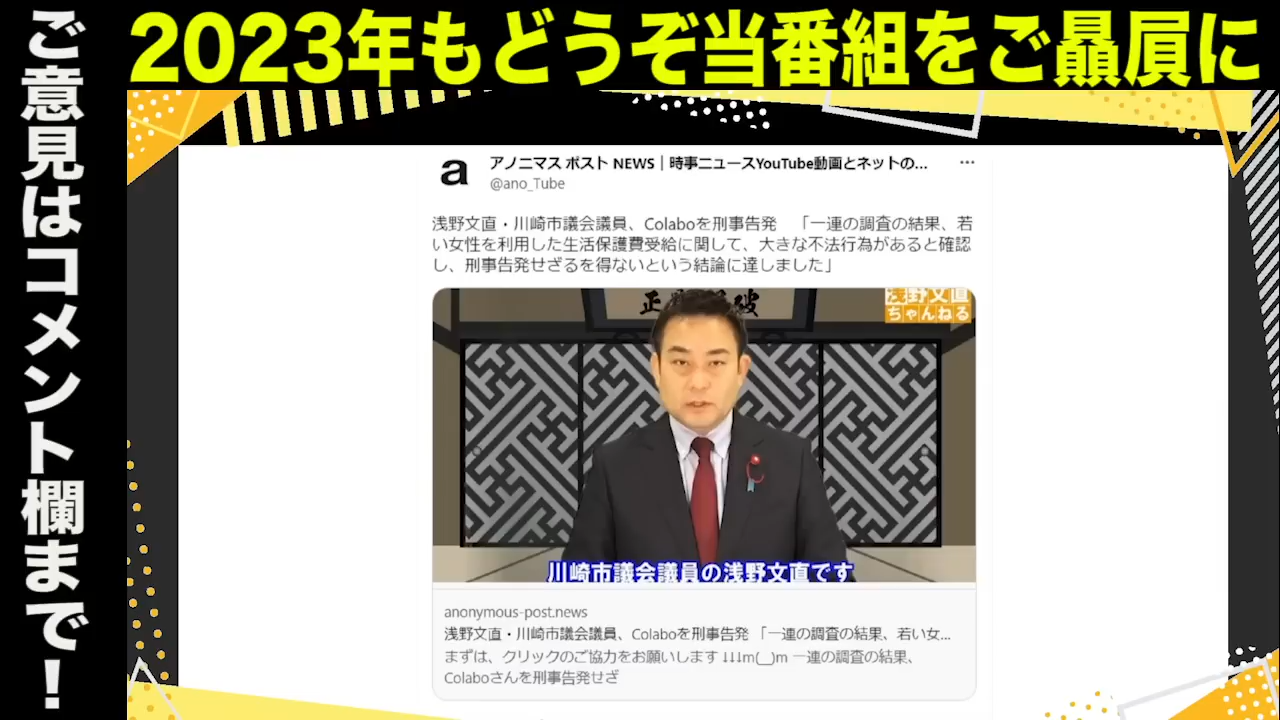 2023年もどうぞ当番組をご贔屓に
ご意見はコメント欄まで！
a
アノニマス ポスト NEWS｜時事ニュースYouTube動画とネットの...
@ano_Tube
浅野文直・川崎市議会議員、Colaboを刑事告発　「一連の調査の結果、若
い女性を利用した生活保護費受給に関して、大きな不法行為があると確認
し、刑事告発せざるを得ないという結論に達しました」
浅野文直
ちゃんねる
川崎市議会議員の浅野文直です
anonymous-post.news
浅野文直・川崎市議会議員、Colaboを刑事告発 「一連の調査の結果、若い女...
まずは、クリックのご協力をお願いします ↓↓↓m(__)m 一連の調査の結果、
Colaboさんを刑事告発せざ